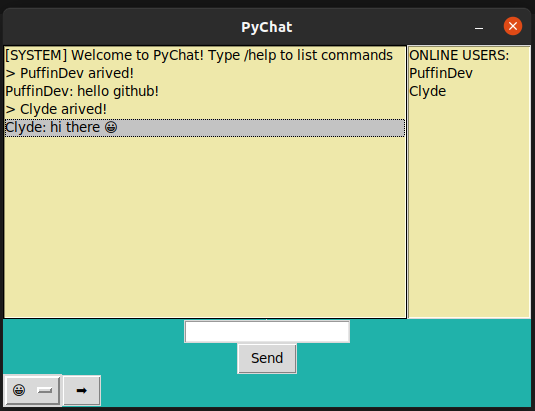 PyChat
[SYSTEM] Welcome to PyChat! Type /help to list commands
> PuffinDev arived!
PuffinDev: hello github!
> Clyde arived!
Clyde: hi there 😀
ONLINE USERS:
PuffinDev
Clyde
Send
😀
➡